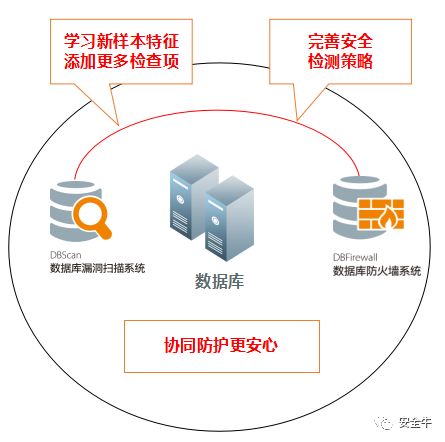 学习新样本特征
添加更多检查项
完善安全
检测策略
DBScan
数据库漏洞扫描系统
数据库
DBFirewall
数据库防火墙系统
协同防护更安心
安全牛